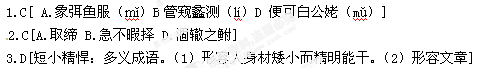 1.C[ A.象弭鱼服（mǐ）B 管窥蠡测（lí）D 便可白公姥（mǔ）]
2.C[A.取缔 B.急不暇择 D 涸辙之鲋]
3.D[短小精悍：多义成语。（1）形容人身材矮小而精明能干。（2）形容文章]